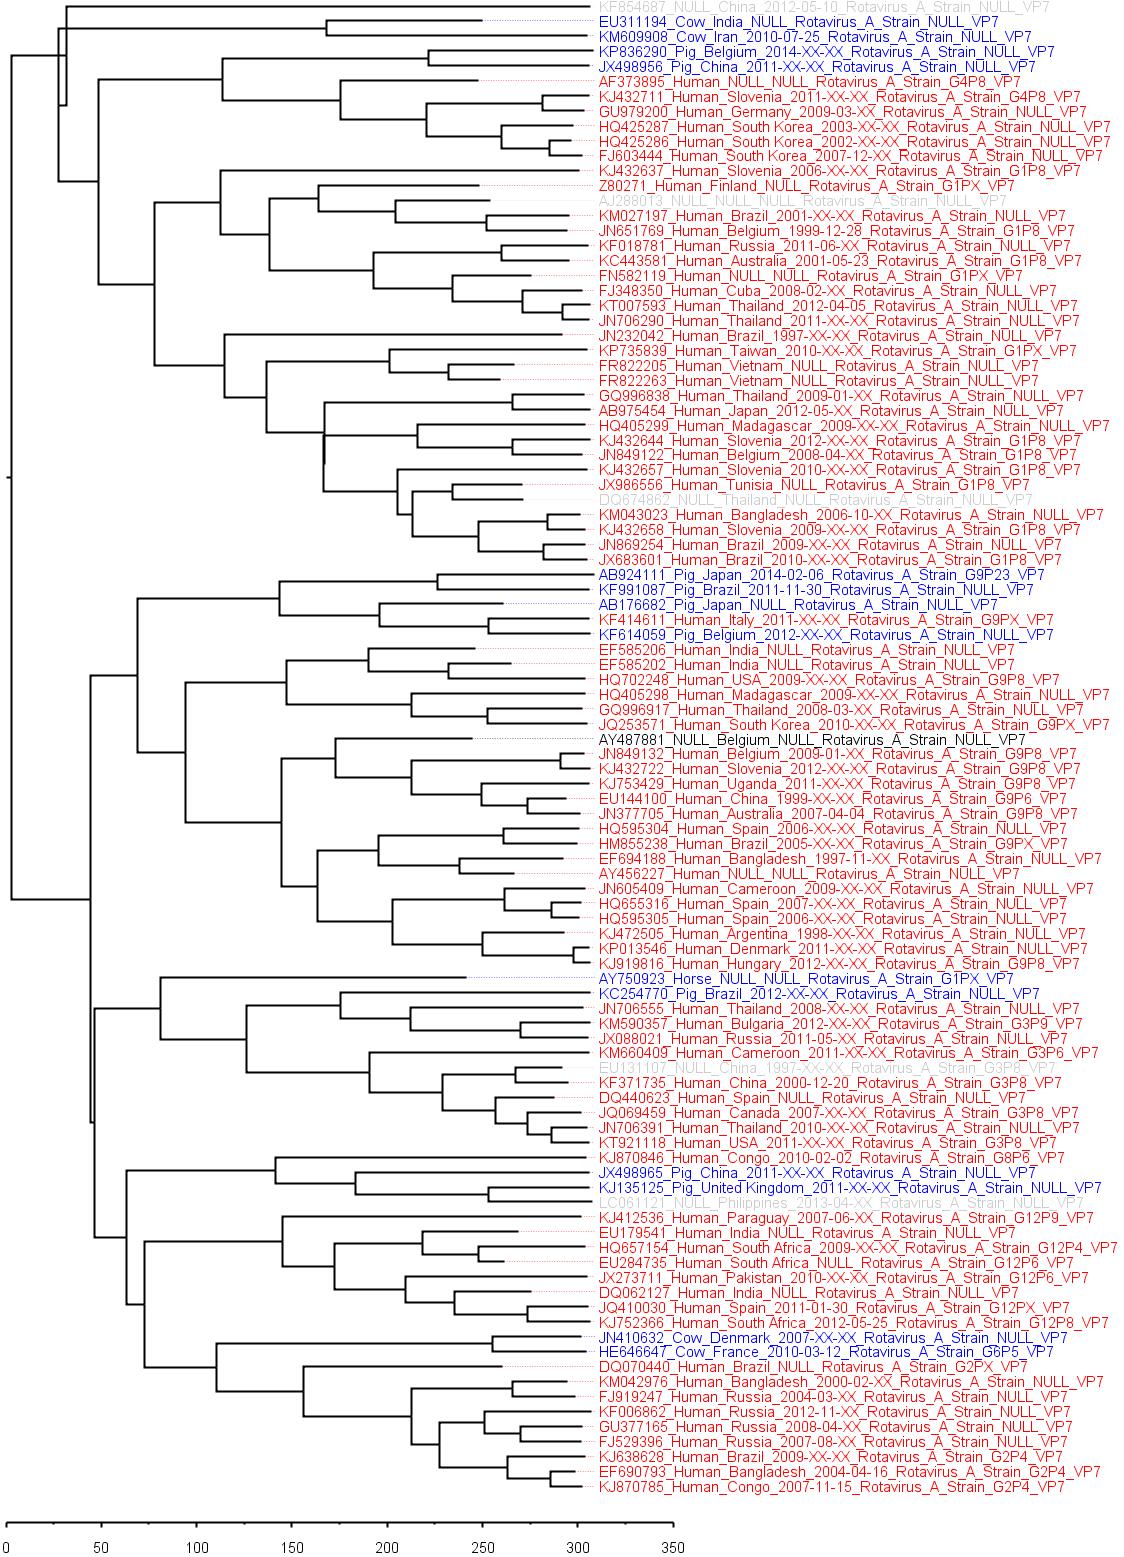 KF854687_NULL_China_2012-05-10_Rotavirus_A_Strain_NULL_VP7
EU311194_Cow_India_NULL_Rotavirus_A_Strain_NULL_VP7
KM609908_Cow_Iran_2010-07-25_Rotavirus_A_Strain_NULL_VP7
KP836290_Pig_Belgium_2014-XX-XX_Rotavirus_A_Strain_NULL_VP7
JX498956_Pig_China_2011-XX-XX_Rotavirus_A_Strain_NULL_VP7
AF373895_Human_NULL_NULL_Rotavirus_A_Strain_G4P8_VP7
KJ432711_Human_Slovenia_2011-XX-XX_Rotavirus_A_Strain_G4P8_VP7
GU979200_Human_Germany_2009-03-XX_Rotavirus_A_Strain_NULL_VP7
HQ425287_Human_South Korea_2003-XX-XX_Rotavirus_A_Strain_NULL_VP7
HQ425286_Human_South Korea_2002-XX-XX_Rotavirus_A_Strain_NULL_VP7
FJ603444_Human_South Korea_2007-12-XX_Rotavirus_A_Strain_NULL_VP7
KJ432637_Human_Slovenia_2006-XX-XX_Rotavirus_A_Strain_G1P8_VP7
Z80271_Human_Finland_NULL_Rotavirus_A_Strain_G1PX_VP7
AJ288013_NULL_NULL_NULL_Rotavirus_A_Strain_NULL_VP7
KM027197_Human_Brazil_2001-XX-XX_Rotavirus_A_Strain_NULL_VP7
JN651769_Human_Belgium_1999-12-28_Rotavirus_A_Strain_G1P8_VP7
KF018781_Human_Russia_2011-06-XX_Rotavirus_A_Strain_NULL_VP7
KC443581_Human_Australia_2001-05-23_Rotavirus_A_Strain_G1P8_VP7
FN582119_Human_NULL_NULL_Rotavirus_A_Strain_G1PX_VP7
FJ348350_Human_Cuba_2008-02-XX_Rotavirus_A_Strain_NULL_VP7
KT007593_Human_Thailand_2012-04-05_Rotavirus_A_Strain_NULL_VP7
JN706290_Human_Thailand_2011-XX-XX_Rotavirus_A_Strain_NULL_VP7
JN232042_Human_Brazil_1997-XX-XX_Rotavirus_A_Strain_NULL_VP7
KP735839_Human_Taiwan_2010-XX-XX_Rotavirus_A_Strain_G1PX_VP7
FR822205_Human_Vietnam_NULL_Rotavirus_A_Strain_NULL_VP7
FR822263_Human_Vietnam_NULL_Rotavirus_A_Strain_NULL_VP7
GQ996838_Human_Thailand_2009-01-XX_Rotavirus_A_Strain_NULL_VP7
AB975454_Human_Japan_2012-05-XX_Rotavirus_A_Strain_NULL_VP7
HQ405299_Human_Madagascar_2009-XX-XX_Rotavirus_A_Strain_NULL_VP7
KJ432644_Human_Slovenia_2012-XX-XX_Rotavirus_A_Strain_G1P8_VP7
JN849122_Human_Belgium_2008-04-XX_Rotavirus_A_Strain_G1P8_VP7
KJ432657_Human_Slovenia_2010-XX-XX_Rotavirus_A_Strain_G1P8_VP7
JX986556_Human_Tunisia_NULL_Rotavirus_A_Strain_G1P8_VP7
DQ674862_NULL_Thailand_NULL_Rotavirus_A_Strain_NULL_VP7
KM043023_Human_Bangladesh_2006-10-XX_Rotavirus_A_Strain_NULL_VP7
KJ432658_Human_Slovenia_2009-XX-XX_Rotavirus_A_Strain_G1P8_VP7
JN869254_Human_Brazil_2009-XX-XX_Rotavirus_A_Strain_NULL_VP7
JX683601_Human_Brazil_2010-XX-XX_Rotavirus_A_Strain_G1P8_VP7
AB924111_Pig_Japan_2014-02-06_Rotavirus_A_Strain_G9P23_VP7
KF991087_Pig_Brazil_2011-11-30_Rotavirus_A_Strain_NULL_VP7
AB176682_Pig_Japan_NULL_Rotavirus_A_Strain_NULL_VP7
KF414611_Human_Italy_2011-XX-XX_Rotavirus_A_Strain_G9PX_VP7
KF614059_Pig_Belgium_2012-XX-XX_Rotavirus_A_Strain_NULL_VP7
EF585206_Human_India_NULL_Rotavirus_A_Strain_NULL_VP7
EF585202_Human_India_NULL_Rotavirus_A_Strain_NULL_VP7
HQ702248_Human_USA_2009-XX-XX_Rotavirus_A_Strain_G9P8_VP7
HQ405298_Human_Madagascar_2009-XX-XX_Rotavirus_A_Strain_NULL_VP7
GQ996917_Human_Thailand_2008-03-XX_Rotavirus_A_Strain_NULL_VP7
JQ253571_Human_South Korea_2010-XX-XX_Rotavirus_A_Strain_G9PX_VP7
AY487881_NULL_Belgium_NULL_Rotavirus_A_Strain_NULL_VP7
JN849132_Human_Belgium_2009-01-XX_Rotavirus_A_Strain_G9P8_VP7
KJ432722_Human_Slovenia_2012-XX-XX_Rotavirus_A_Strain_G9P8_VP7
KJ753429_Human_Uganda_2011-XX-XX_Rotavirus_A_Strain_G9P8_VP7
EU144100_Human_China_1999-XX-XX_Rotavirus_A_Strain_G9P6_VP7
JN377705_Human_Australia_2007-04-04_Rotavirus_A_Strain_G9P8_VP7
HQ595304_Human_Spain_2006-XX-XX_Rotavirus_A_Strain_NULL_VP7
HM855238_Human_Brazil_2005-XX-XX_Rotavirus_A_Strain_G9PX_VP7
EF694188_Human_Bangladesh_1997-11-XX_Rotavirus_A_Strain_NULL_VP7
AY456227_Human_NULL_NULL_Rotavirus_A_Strain_NULL_VP7
JN605409_Human_Cameroon_2009-XX-XX_Rotavirus_A_Strain_NULL_VP7
HQ655316_Human_Spain_2007-XX-XX_Rotavirus_A_Strain_NULL_VP7
HQ595305_Human_Spain_2006-XX-XX_Rotavirus_A_Strain_NULL_VP7
KJ472505_Human_Argentina_1998-XX-XX_Rotavirus_A_Strain_NULL_VP7
KP013546_Human_Denmark_2011-XX-XX_Rotavirus_A_Strain_NULL_VP7
KJ919816_Human_Hungary_2012-XX-XX_Rotavirus_A_Strain_G9P8_VP7
AY750923_Horse_NULL_NULL_Rotavirus_A_Strain_G1PX_VP7
KC254770_Pig_Brazil_2012-XX-XX_Rotavirus_A_Strain_NULL_VP7
JN706555_Human_Thailand_2008-XX-XX_Rotavirus_A_Strain_NULL_VP7
KM590357_Human_Bulgaria_2012-XX-XX_Rotavirus_A_Strain_G3P9_VP7
JX088021_Human_Russia_2011-05-XX_Rotavirus_A_Strain_NULL_VP7
KM660409_Human_Cameroon_2011-XX-XX_Rotavirus_A_Strain_G3P6_VP7
EU131107_NULL_China_1997-XX-XX_Rotavirus_A_Strain_G3P8_VP7
KF371735_Human_China_2000-12-20_Rotavirus_A_Strain_G3P8_VP7
DQ440623_Human_Spain_NULL_Rotavirus_A_Strain_NULL_VP7
JQ069459_Human_Canada_2007-XX-XX_Rotavirus_A_Strain_G3P8_VP7
JN706391_Human_Thailand_2010-XX-XX_Rotavirus_A_Strain_NULL_VP7
KT921118_Human_USA_2011-XX-XX_Rotavirus_A_Strain_G3P8_VP7
KJ870846_Human_Congo_2010-02-02_Rotavirus_A_Strain_G8P6_VP7
JX498965_Pig_China_2011-XX-XX_Rotavirus_A_Strain_NULL_VP7
KJ135125_Pig_United Kingdom_2011-XX-XX_Rotavirus_A_Strain_NULL_VP7
LC061121_NULL_Philippines_2013-04-XX_Rotavirus_A_Strain_NULL_VP7
KJ412536_Human_Paraguay_2007-06-XX_Rotavirus_A_Strain_G12P9_VP7
EU179541_Human_India_NULL_Rotavirus_A_Strain_NULL_VP7
HQ657154_Human_South Africa_2009-XX-XX_Rotavirus_A_Strain_G12P4_VP7
EU284735_Human_South Africa_NULL_Rotavirus_A_Strain_G12P6_VP7
JX273711_Human_Pakistan_2010-XX-XX_Rotavirus_A_Strain_G12P6_VP7
DQ062127_Human_India_NULL_Rotavirus_A_Strain_NULL_VP7
JQ410030_Human_Spain_2011-01-30_Rotavirus_A_Strain_G12PX_VP7
KJ752366_Human_South Africa_2012-05-25_Rotavirus_A_Strain_G12P8_VP7
JN410632_Cow_Denmark_2007-XX-XX_Rotavirus_A_Strain_NULL_VP7
HE646647_Cow_France_2010-03-12_Rotavirus_A_Strain_G6P5_VP7
DQ070440_Human_Brazil_NULL_Rotavirus_A_Strain_G2PX_VP7
KM042976_Human_Bangladesh_2000-02-XX_Rotavirus_A_Strain_NULL_VP7
FJ919247_Human_Russia_2004-03-XX_Rotavirus_A_Strain_NULL_VP7
KF006862_Human_Russia_2012-11-XX_Rotavirus_A_Strain_NULL_VP7
GU377165_Human_Russia_2008-04-XX_Rotavirus_A_Strain_NULL_VP7
FJ529396_Human_Russia_2007-08-XX_Rotavirus_A_Strain_NULL_VP7
KJ638628_Human_Brazil_2009-XX-XX_Rotavirus_A_Strain_G2P4_VP7
EF690793_Human_Bangladesh_2004-04-16_Rotavirus_A_Strain_G2P4_VP7
KJ870785_Human_Congo_2007-11-15_Rotavirus_A_Strain_G2P4_VP7
0 50 100 150 200 250 300 350